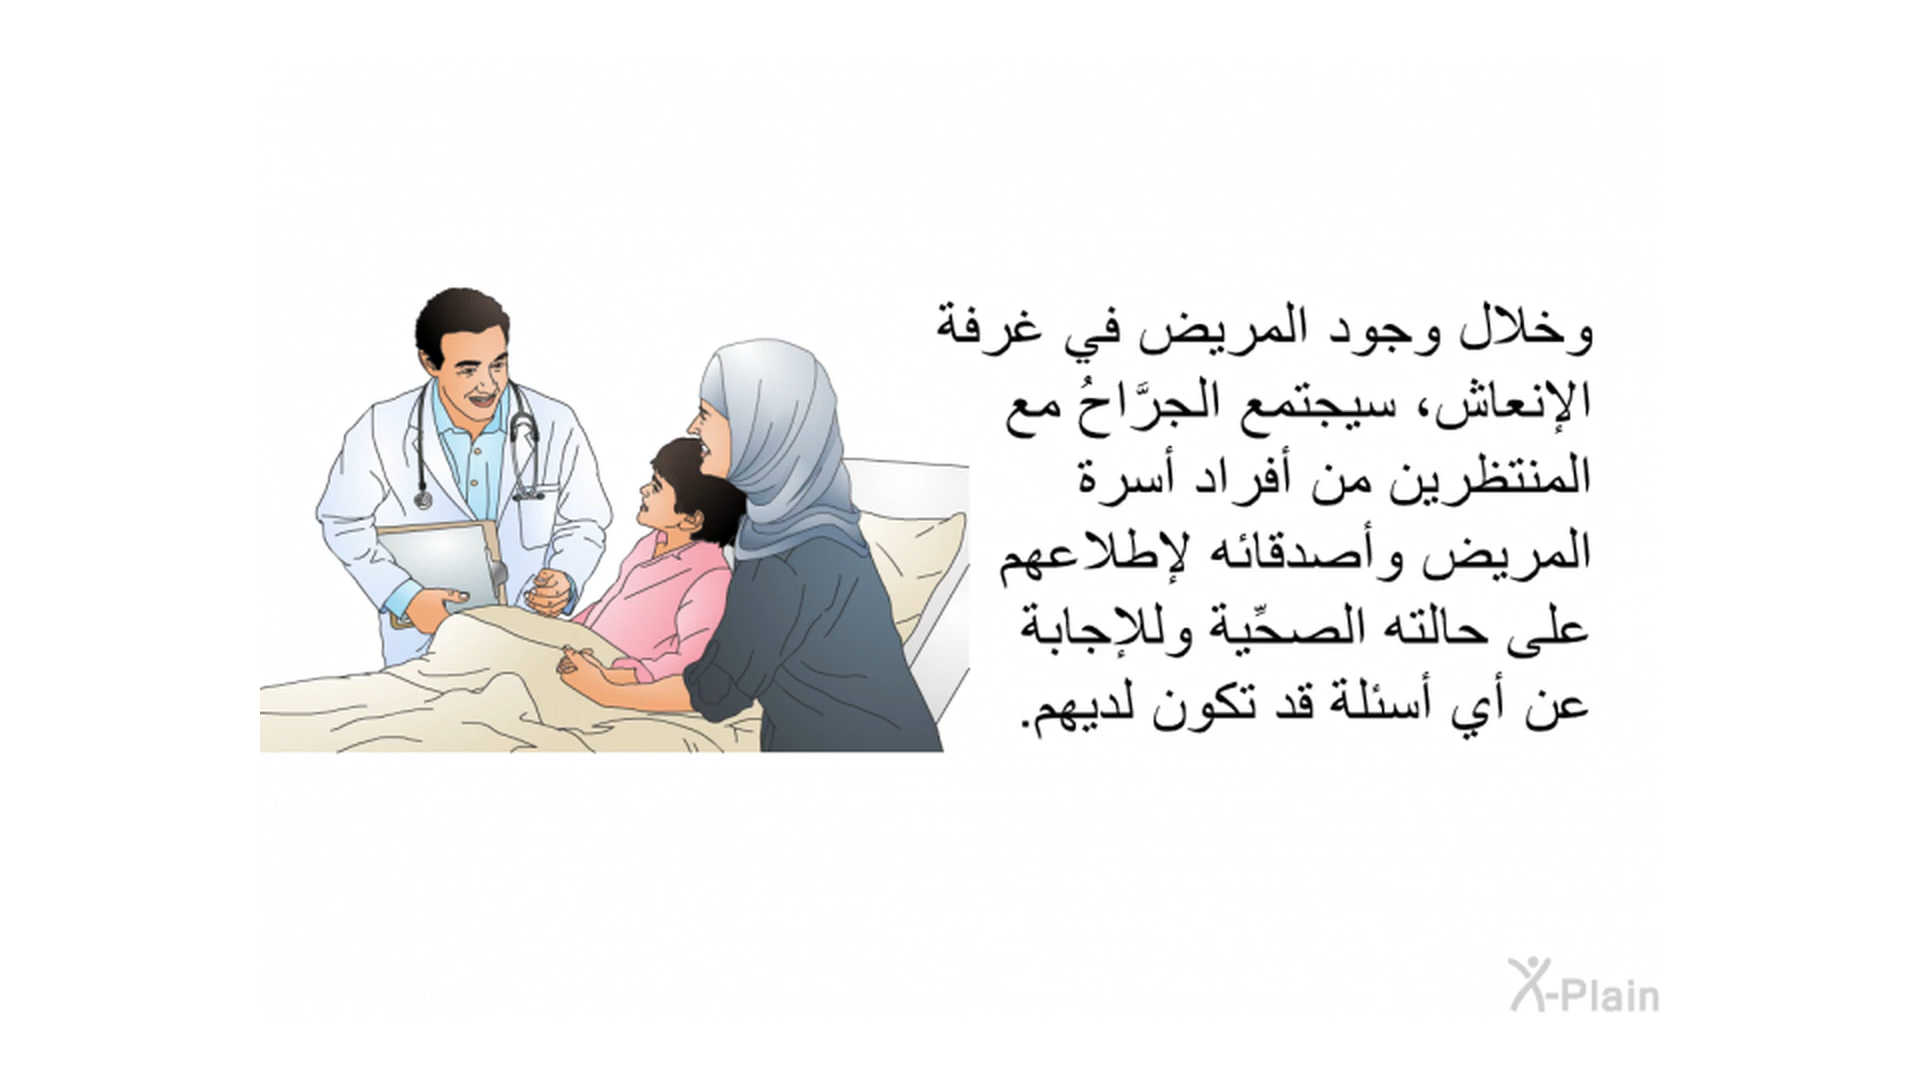 وخلال وجود المريض في غرفة
الإنعاش، سيجتمع الجرَّاحُ مع
المنتظرين من أفراد أسرة
المريض وأصدقائه لإطلاعهم
على حالته الصحِّية وللإجابة
عن أي أسئلة قد تكون لديهم.
X-Plain